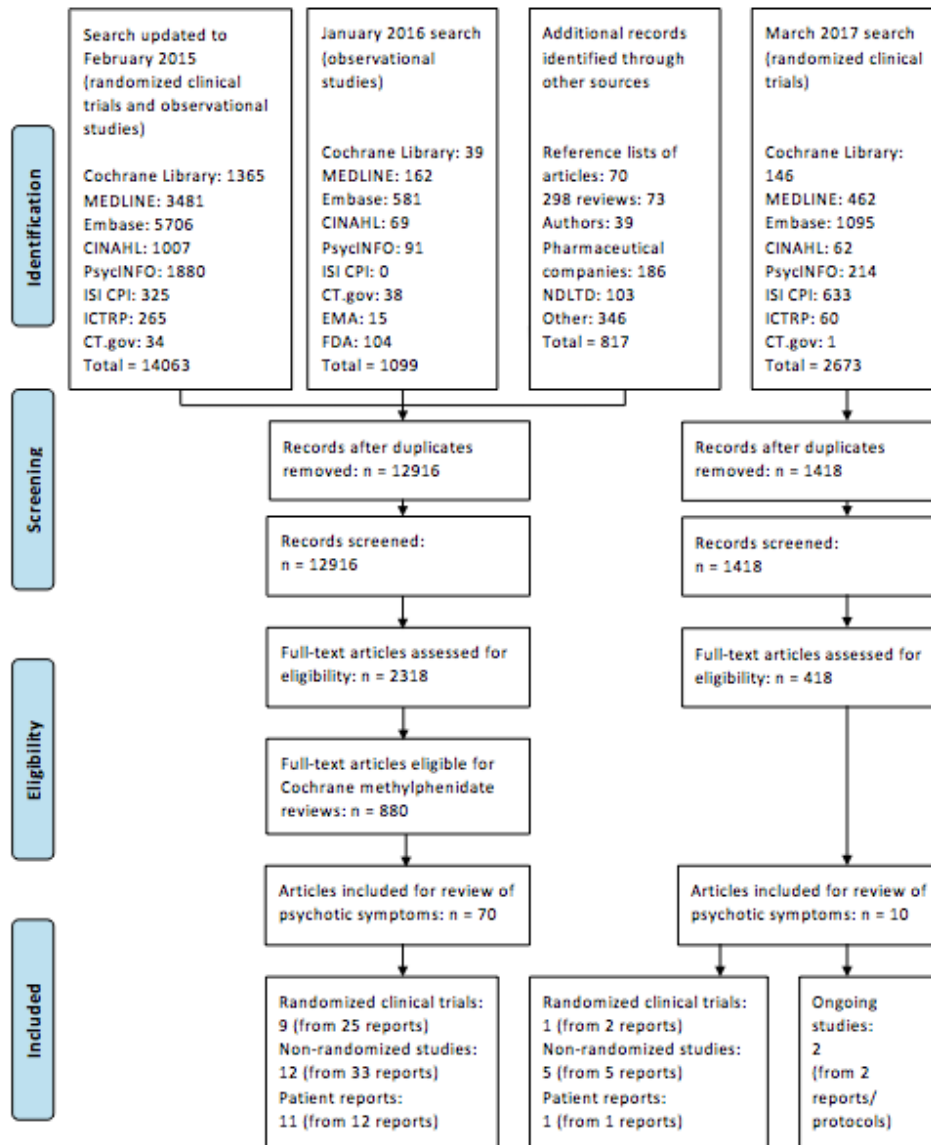 Identification
Search updated to
February 2015
(randomized clinical
trials and observational
studies)
Cochrane Library: 1365
MEDLINE: 3481
Embase: 5706
CINAHL: 1007
PsycINFO: 1880
ISI CPI: 325
ICTRP: 265
CT.gov: 34
Total = 14063
January 2016 search
(observational
studies)
Cochrane Library: 39
MEDLINE: 162
Embase: 581
CINAHL: 69
PsycINFO: 91
ISI CPI: 0
CT.gov: 38
EMA: 15
FDA: 104
Total = 1099
Additional records
identified through
other sources
Reference lists of
articles: 70
298 reviews: 73
Authors: 39
Pharmaceutical
companies: 186
NDLTD: 103
Other: 346
Total = 817
March 2017 search
(randomized clinical
trials)
Cochrane Library:
146
MEDLINE: 462
Embase: 1095
CINAHL: 62
PsycINFO: 214
ISI CPI: 633
ICTRP: 60
CT.gov: 1
Total = 2673
Screening
Records after duplicates
removed: n = 12916
Records after duplicates
removed: n = 1418
Records screened:
n = 12916
Records screened:
n = 1418
Eligibility
Full-text articles assessed for
eligibility: n = 2318
Full-text articles assessed for
eligibility: n = 418
Full-text articles eligible for
Cochrane methylphenidate
reviews: n = 880
Articles included for review of
psychotic symptoms: n = 70
Articles included for review of
psychotic symptoms: n = 10
Included
Randomized clinical trials:
9 (from 25 reports)
Non-randomized studies:
12 (from 33 reports)
Patient reports:
11 (from 12 reports)
Randomized clinical trials:
1 (from 2 reports)
Non-randomized studies:
5 (from 5 reports)
Patient reports:
1 (from 1 reports)
Ongoing
studies:
2
(from 2
reports/
protocols)